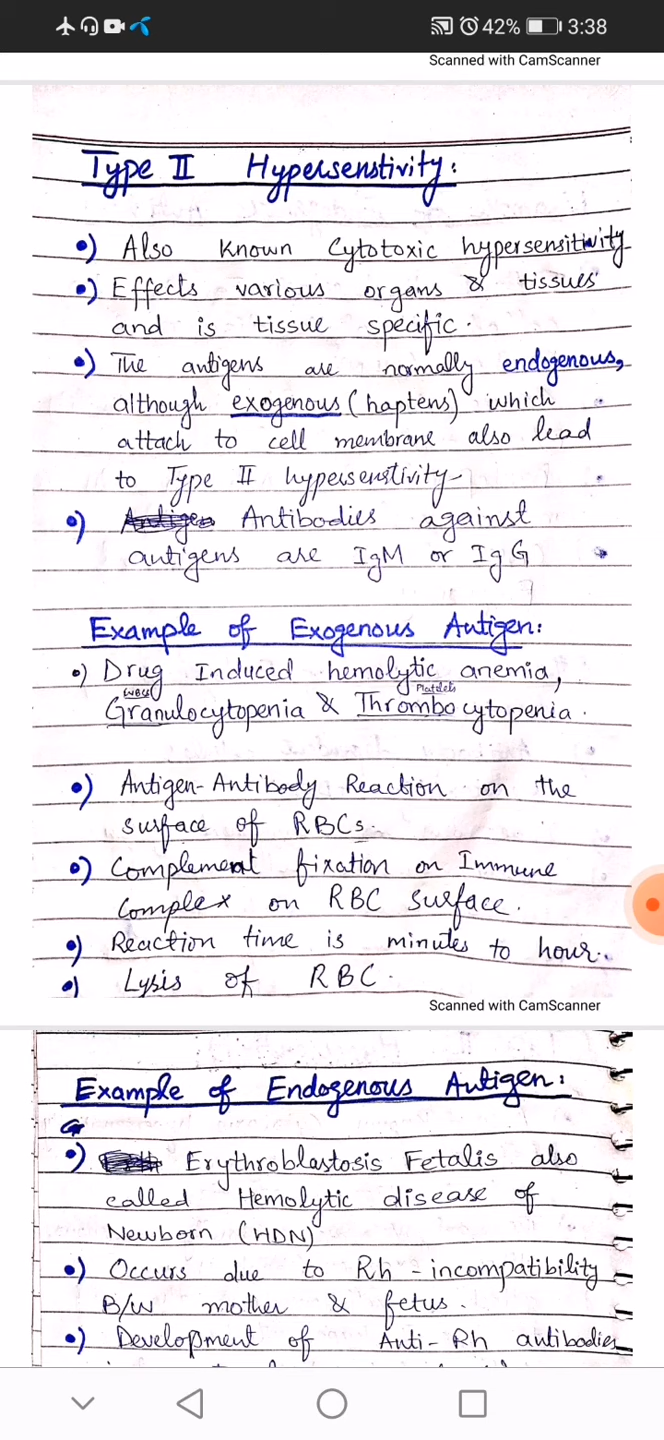 42% 3:38
Scanned with CamScanner
Type II Hypersenstivity:
•) Also Known Cytotoxic hypersensitivity
•) Effects various organs & tissues
and is tissue specific.
•) The antigens are normally endogenous,
although exogenous (haptens) which
attach to cell membrane also lead
to Type II hypersenstivity
•) Antibodies against
antigens are IgM or IgG
Example of Exogenous Antigen:
•) Drug Induced hemolytic anemia,
(WBC) Platelets
Granulocytopenia & Thrombocytopenia.
•) Antigen-Antibody Reaction on the
surface of RBCs.
•) Complement fixation on Immune
Complex on RBC surface.
•) Reaction time is minutes to hour.
•) Lysis of RBC.
Scanned with CamScanner
Example of Endogenous Antigen:
•) Erythroblastosis Fetalis also
called Hemolytic disease of
Newborn (HDN)
•) Occurs due to Rh-incompatibility
B/W mother & fetus.
•) Development of Anti-Rh antibodies